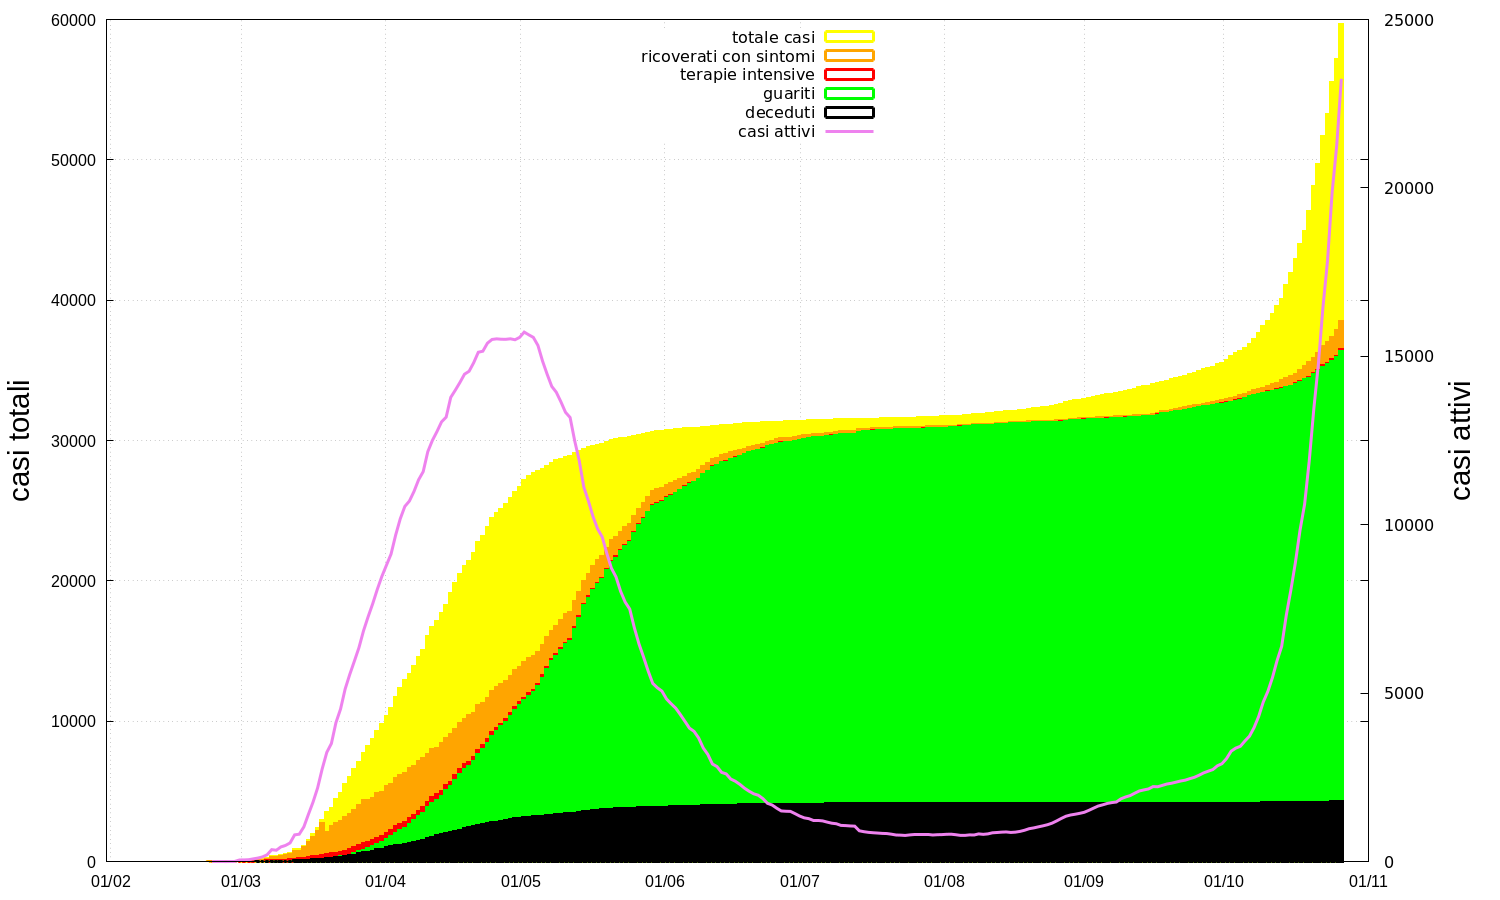 totale casi
ricoverati con sintomi
terapie intensive
guariti
deceduti
casi attivi
casi totali
60000
50000
40000
30000
20000
10000
0
25000
20000
15000
10000
5000
0
casi attivi
01/02 01/03 01/04 01/05 01/06 01/07 01/08 01/09 01/10 01/11